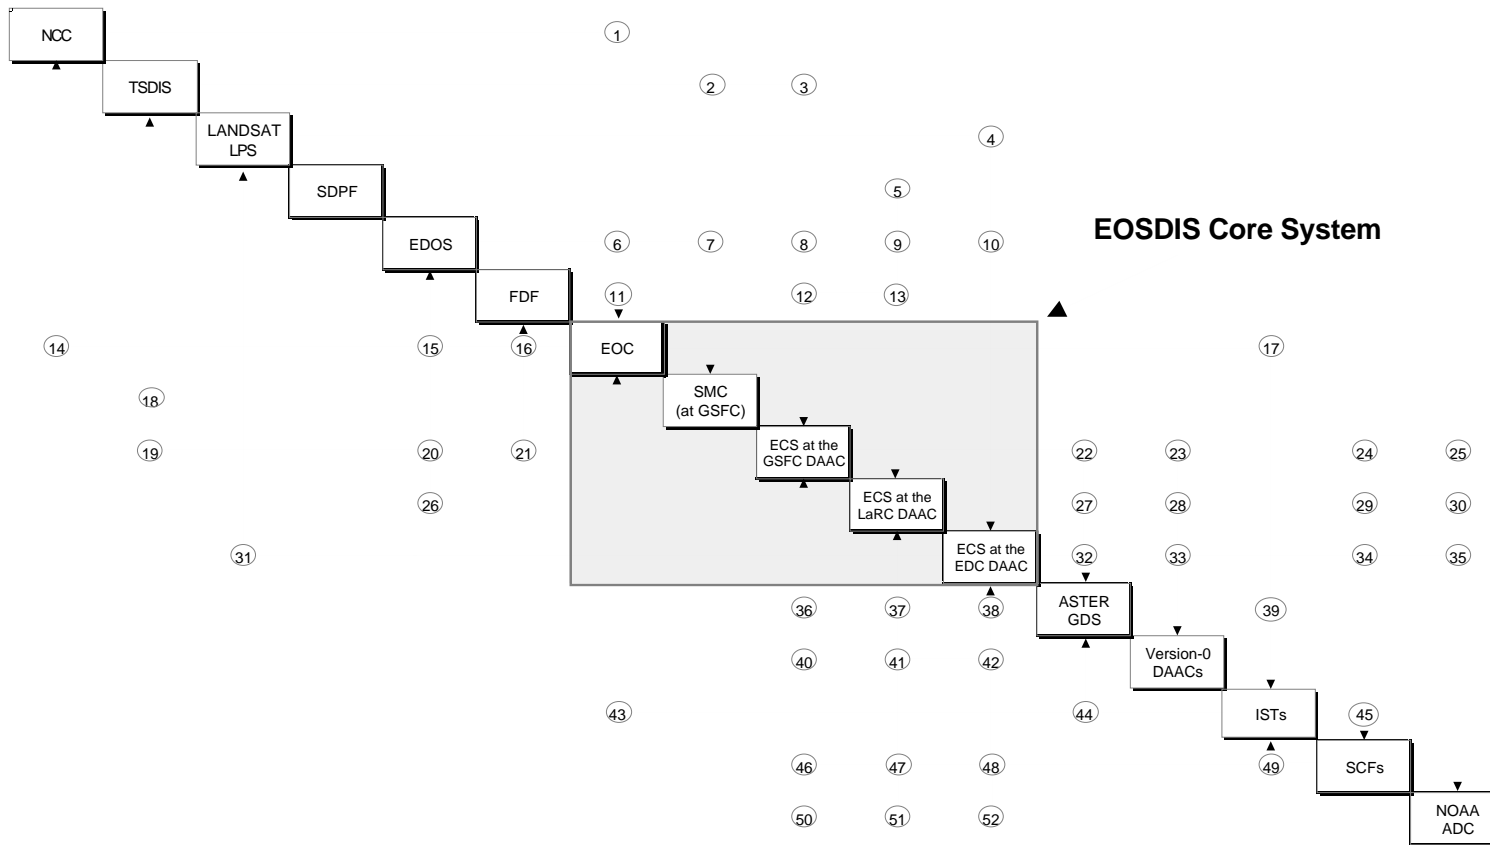 NCC
1
TSDIS
2
3
LANDSAT
LPS
4
SDPF
5
EOSDIS Core System
EDOS
6
7
8
9
10
FDF
11
12
13
14
15
16
EOC
17
18
SMC
(at GSFC)
19
20
21
ECS at the
GSFC DAAC
22
23
24
25
26
ECS at the
LaRC DAAC
27
28
29
30
31
ECS at the
EDC DAAC
32
33
34
35
36
37
38
ASTER
GDS
39
40
41
42
Version-0
DAACs
43
44
ISTs
45
46
47
48
49
SCFs
50
51
52
NOAA
ADC